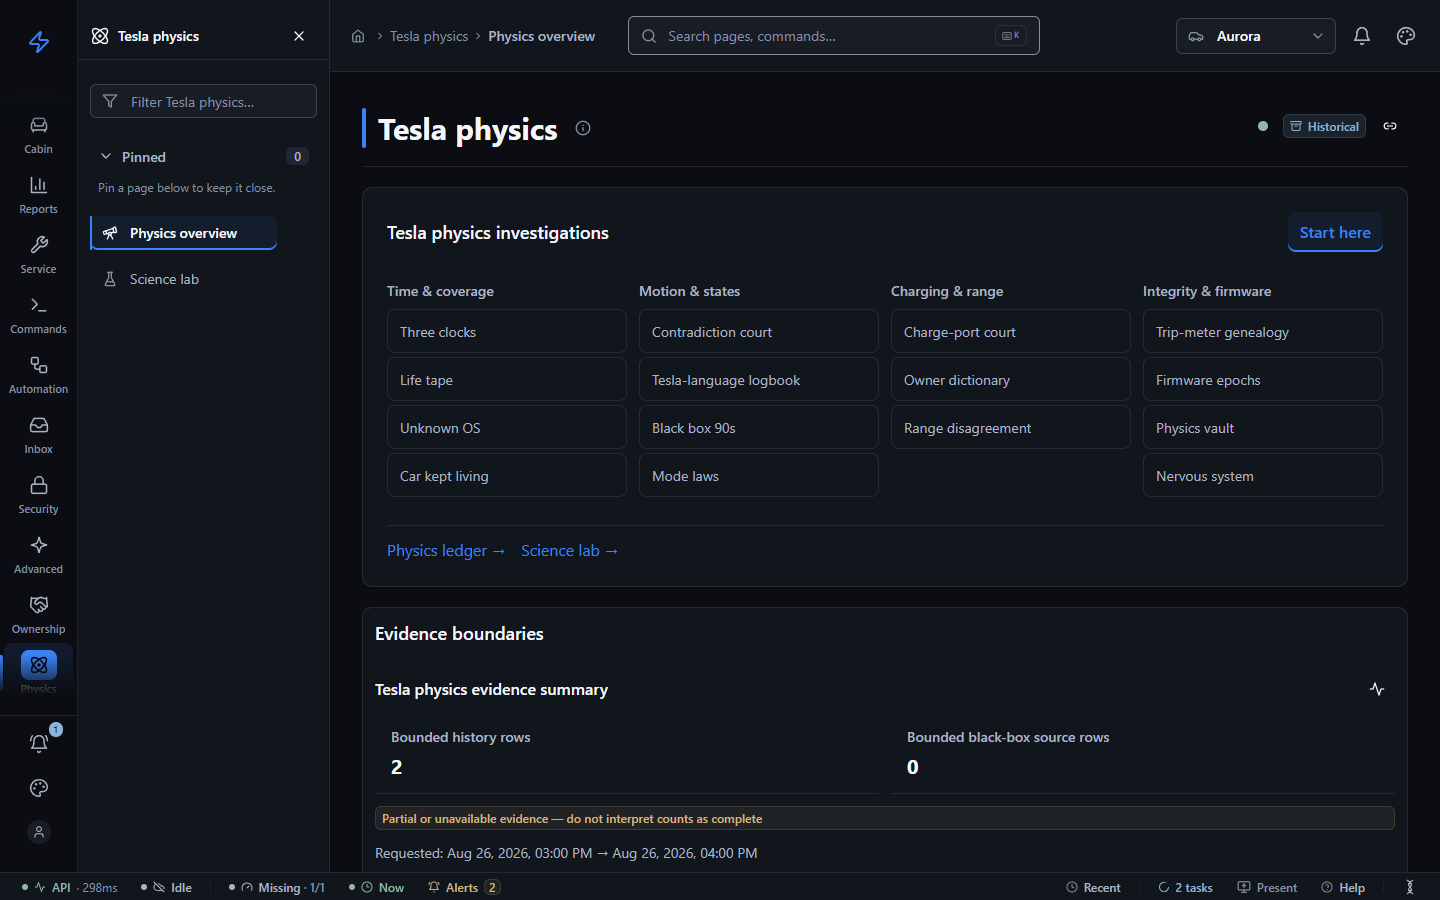 Cabin
Reports
Service
Commands
Automation
Inbox
Security
Advanced
Ownership
Physics
1
Tesla physics
Filter Tesla physics...
Pinned
0
Pin a page below to keep it close.
Physics overview
Science lab
Tesla physics
Physics overview
Search pages, commands...
K
Aurora
Tesla physics
Historical
Tesla physics investigations
Start here
Time & coverage
Three clocks
Life tape
Unknown OS
Car kept living
Motion & states
Contradiction court
Tesla-language logbook
Black box 90s
Mode laws
Charging & range
Charge-port court
Owner dictionary
Range disagreement
Integrity & firmware
Trip-meter genealogy
Firmware epochs
Physics vault
Nervous system
Physics ledger → Science lab →
Evidence boundaries
Tesla physics evidence summary
Bounded history rows
2
Bounded black-box source rows
0
Partial or unavailable evidence — do not interpret counts as complete
Requested: Aug 26, 2026, 03:00 PM → Aug 26, 2026, 04:00 PM
API · 298ms
Idle
Missing · 1/1
Now
Alerts 2
Recent
2 tasks
Present
Help